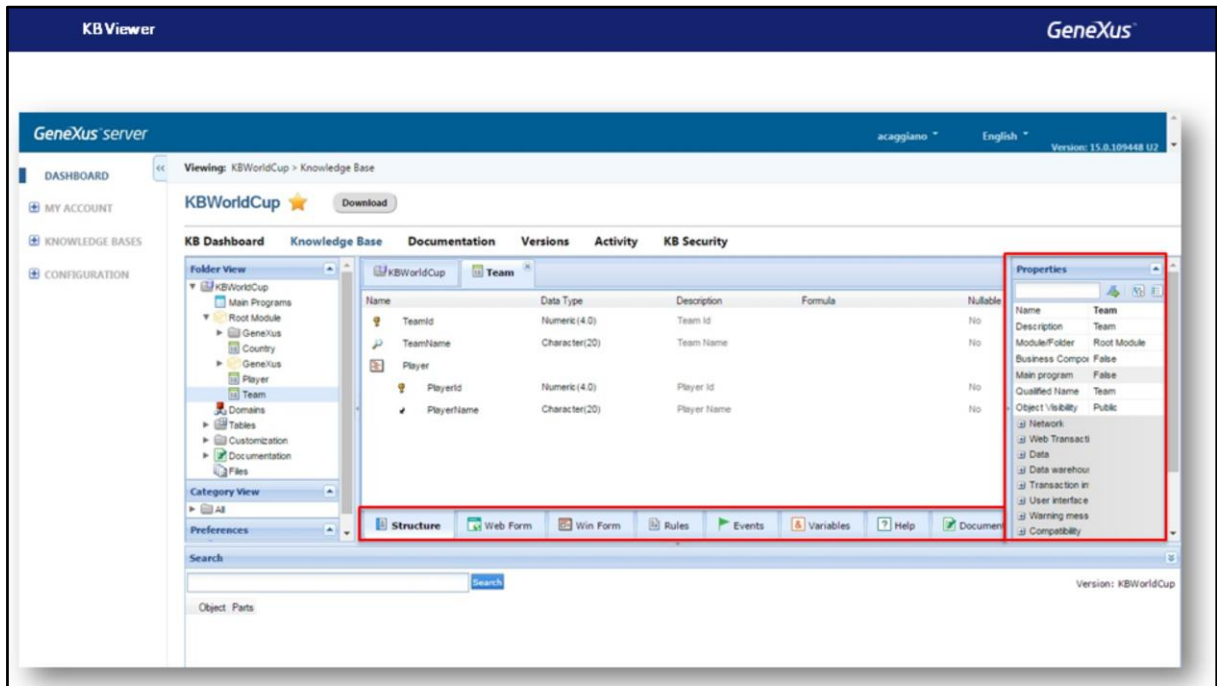 KB Viewer
GeneXus™
GeneXus™ server
acaggiano
English
Version: 15.0.109448 U2
DASHBOARD
MY ACCOUNT
KNOWLEDGE BASES
CONFIGURATION
Viewing: KBWorldCup > Knowledge Base
KBWorldCup
Download
KB Dashboard Knowledge Base Documentation Versions Activity KB Security
Folder View
KBWorldCup
Main Programs
Root Module
GeneXus
Country
GeneXus
Player
Team
Domains
Tables
Customization
Documentation
Files
Category View
All
Preferences
KBWorldCup Team
Name Data Type Description Formula Nullable
TeamId Numeric(4.0) Team Id No
TeamName Character(20) Team Name No
Player
PlayerId Numeric(4.0) Player Id No
PlayerName Character(20) Player Name No
Structure Web Form Win Form Rules Events Variables Help Documen
Properties
Name Team
Description Team
Module/Folder Root Module
Business Compor False
Main program False
Qualified Name Team
Object Visibility Public
Network
Web Transacti
Data
Data warehou
Transaction in
User interface
Warning mess
Compatibility
Search
Search
Version: KBWorldCup
Object Parts